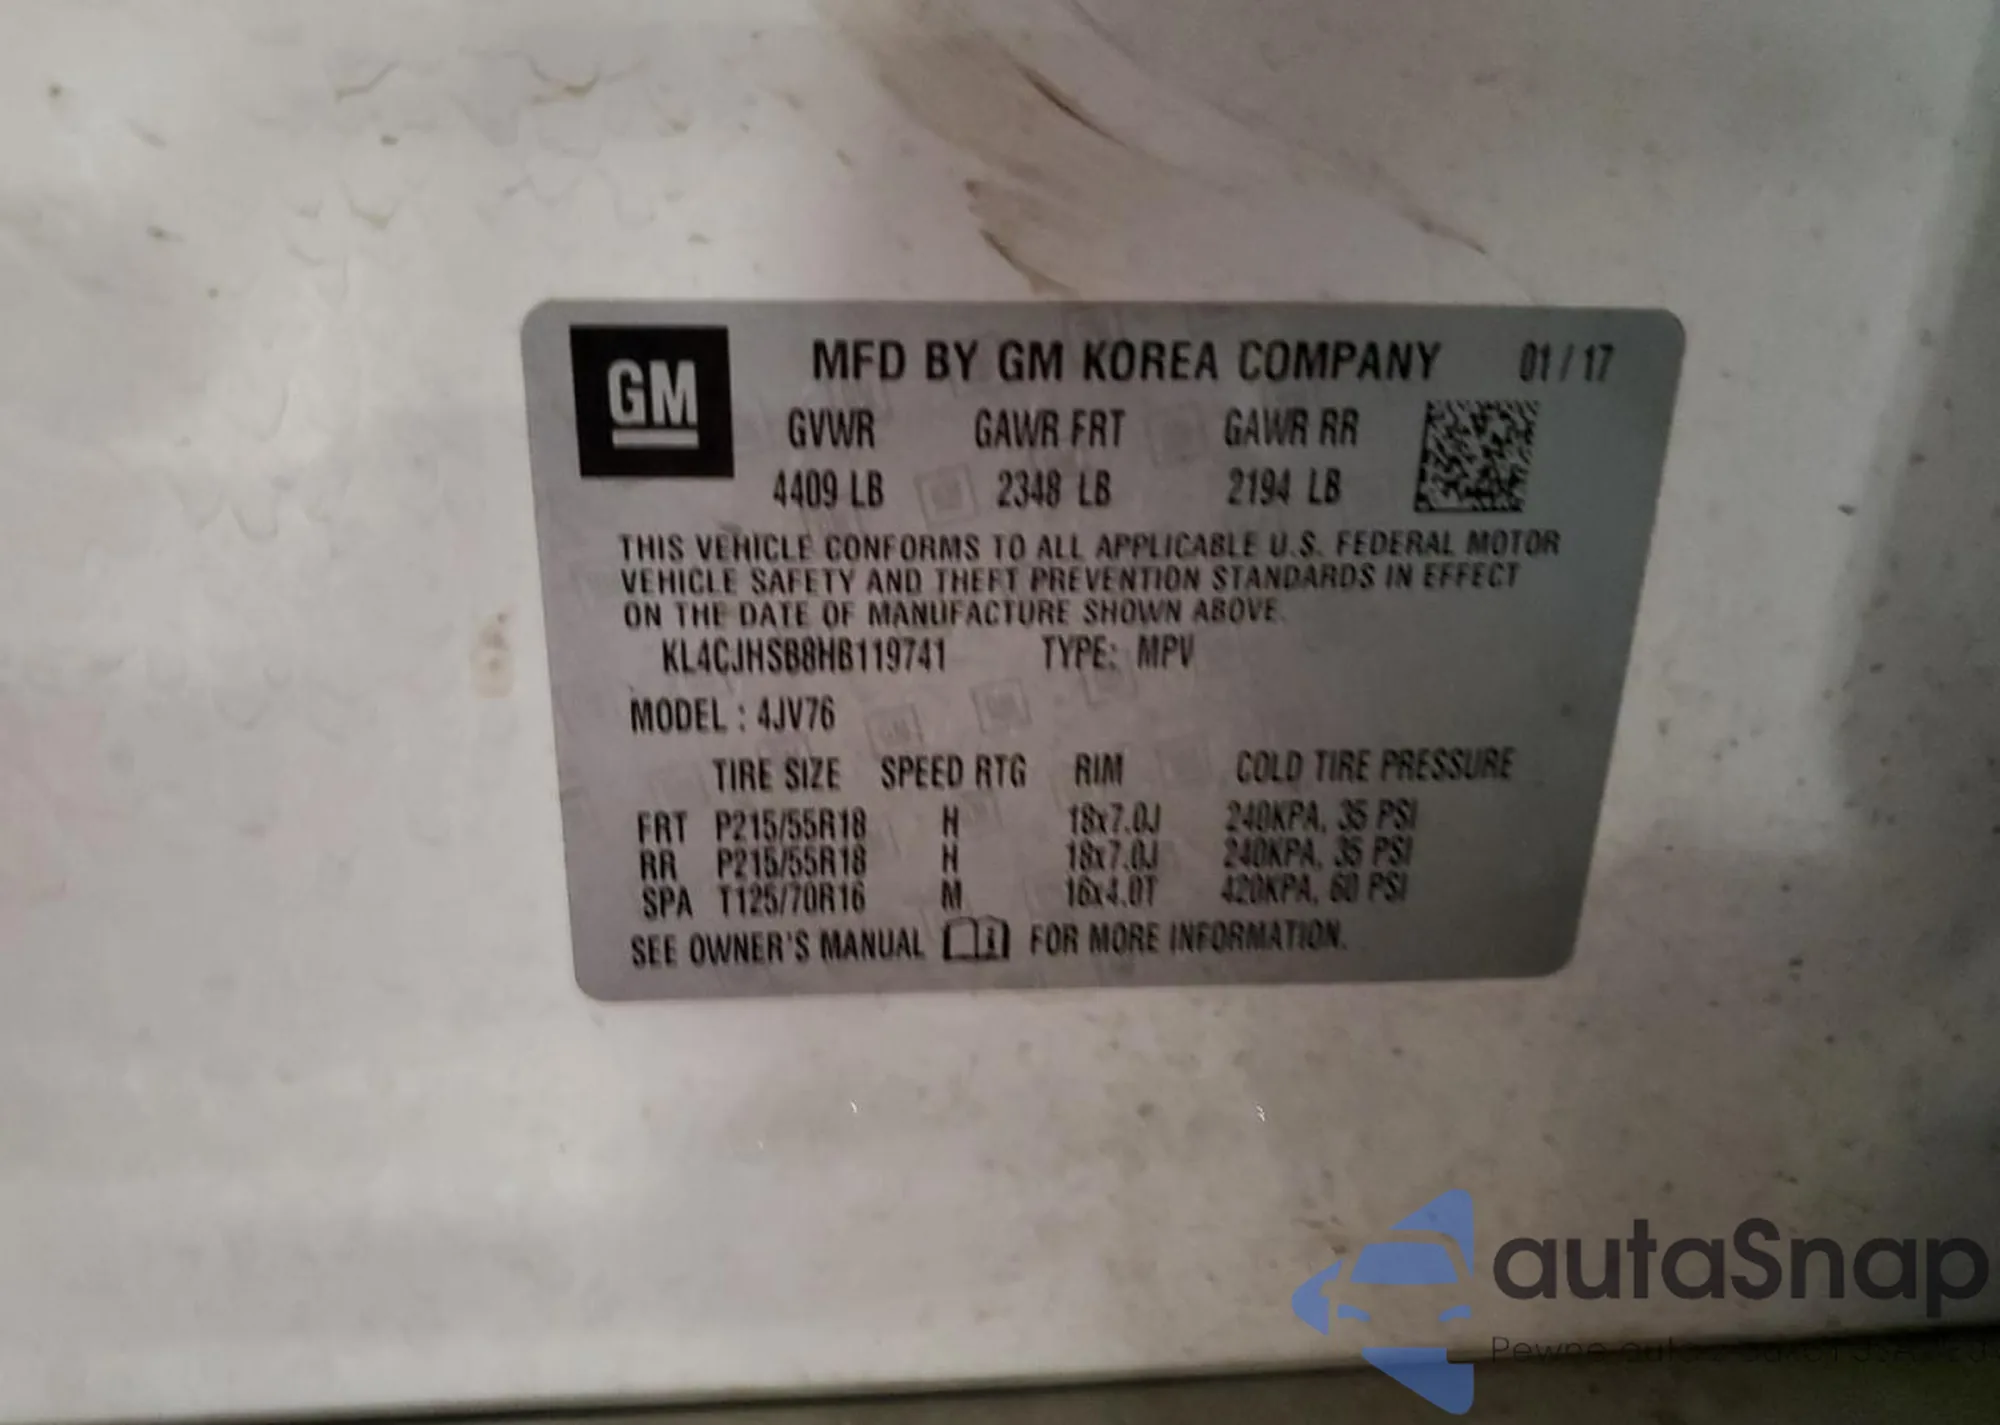 GM
MFD BY GM KOREA COMPANY 01/17
GVWR GAWR FRT GAWR RR
4409 LB 2348 LB 2194 LB
THIS VEHICLE CONFORMS TO ALL APPLICABLE U.S. FEDERAL MOTOR
VEHICLE SAFETY AND THEFT PREVENTION STANDARDS IN EFFECT
ON THE DATE OF MANUFACTURE SHOWN ABOVE.
KL4CJHSB8HB119741 TYPE: MPV
MODEL : 4JV76
TIRE SIZE SPEED RTG RIM COLD TIRE PRESSURE
FRT P215/55R18 H 18x7.0J 240KPA, 35 PSI
RR P215/55R18 H 18x7.0J 240KPA, 35 PSI
SPA T125/70R16 M 16x4.0T 420KPA, 60 PSI
SEE OWNER'S MANUAL FOR MORE INFORMATION.
autaSnap
Pewne auta